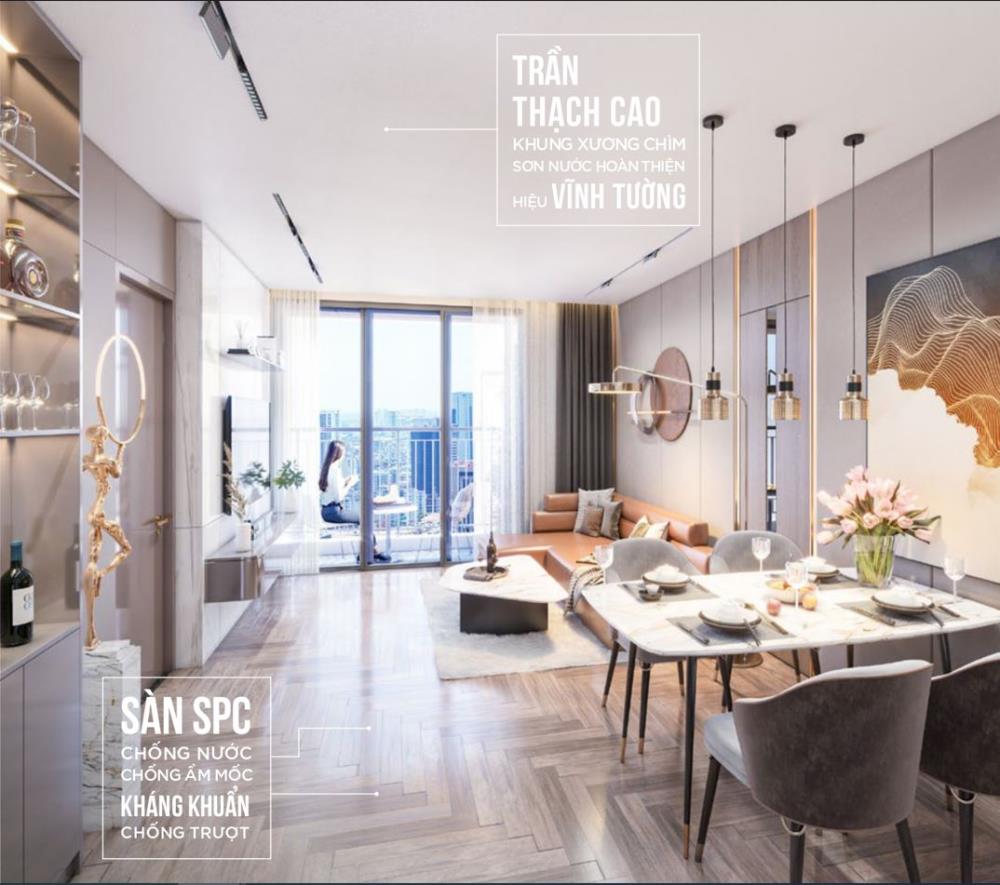 TRẦN
THẠCH CAO
KHUNG XƯƠNG CHÌM
SƠN NƯỚC HOÀN THIỆN
HIỆU VĨNH TƯỜNG
SÀN SPC
CHỐNG NƯỚC
CHỐNG ẨM MỐC
KHÁNG KHUẨN
CHỐNG TRƯỢT